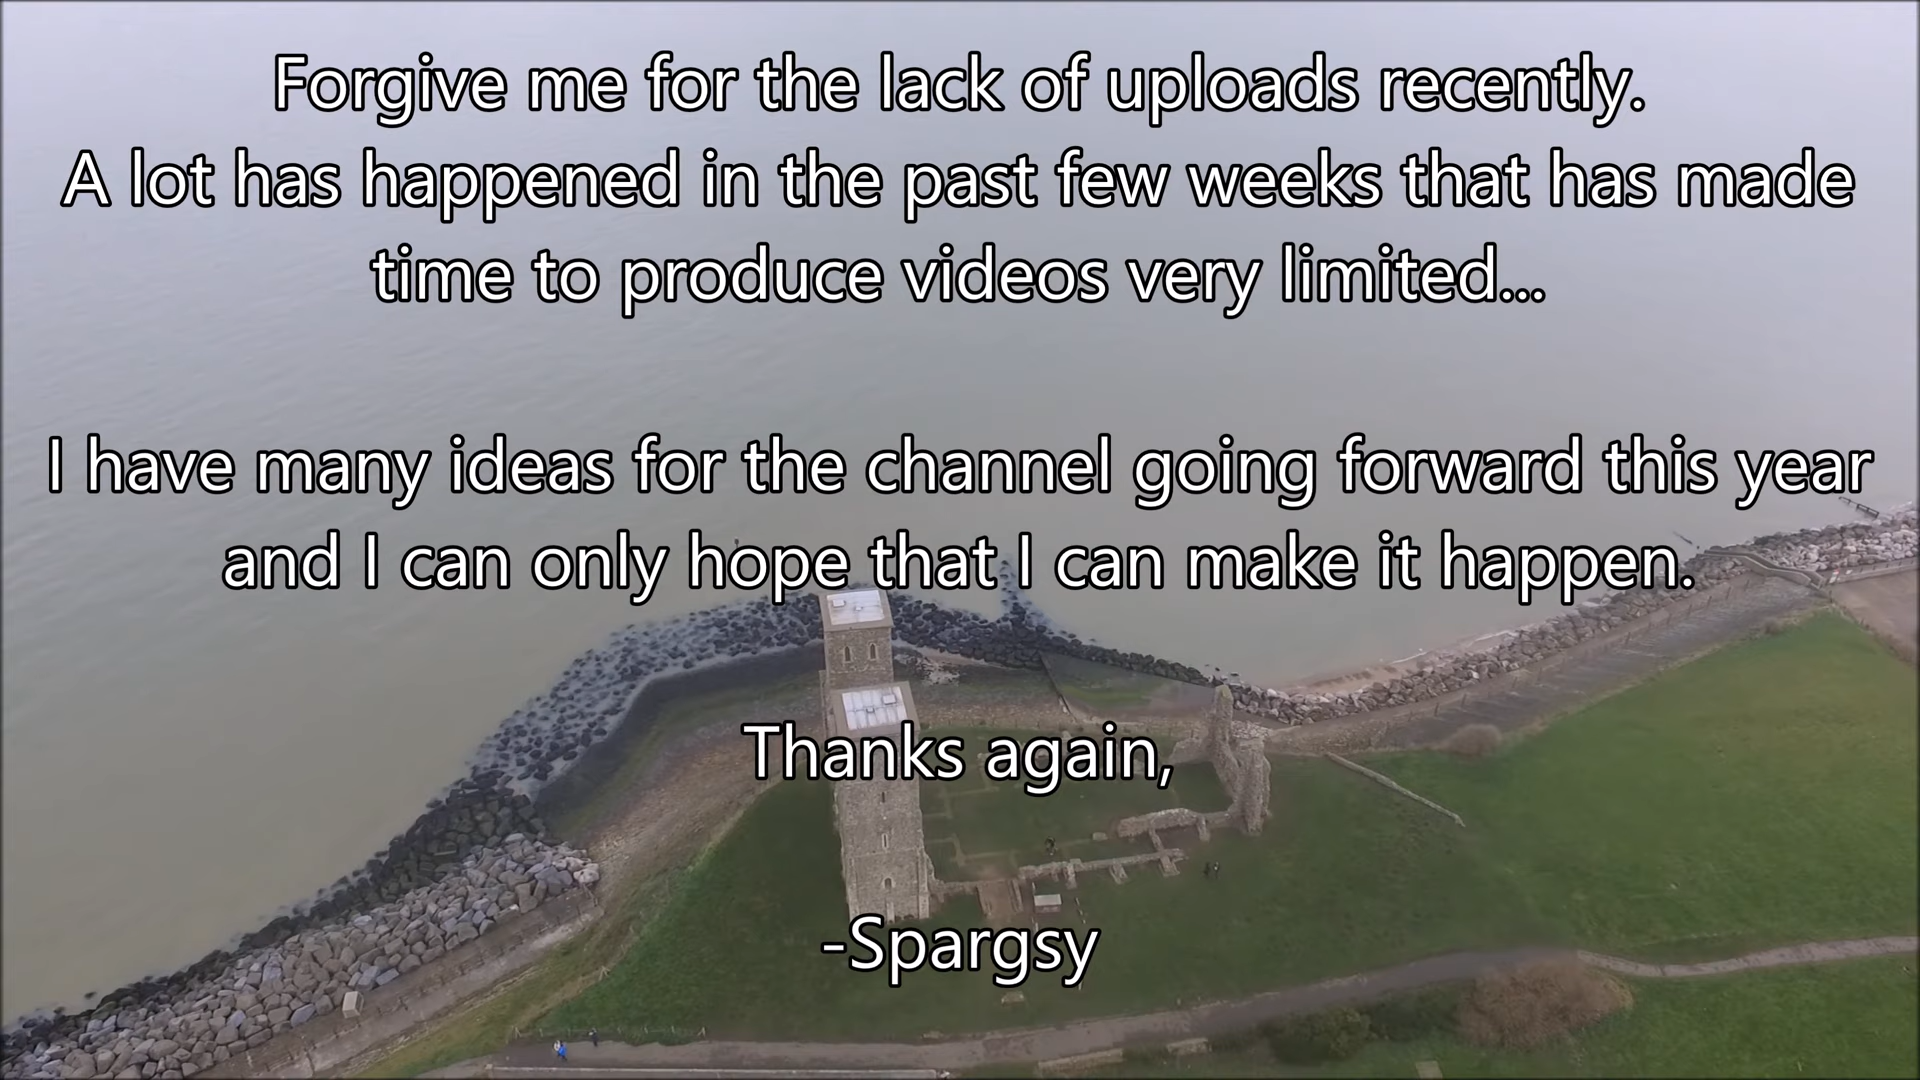 Forgive me for the lack of uploads recently.
A lot has happened in the past few weeks that has made
time to produce videos very limited...
I have many ideas for the channel going forward this year
and I can only hope that I can make it happen.
Thanks again,
-Spargsy